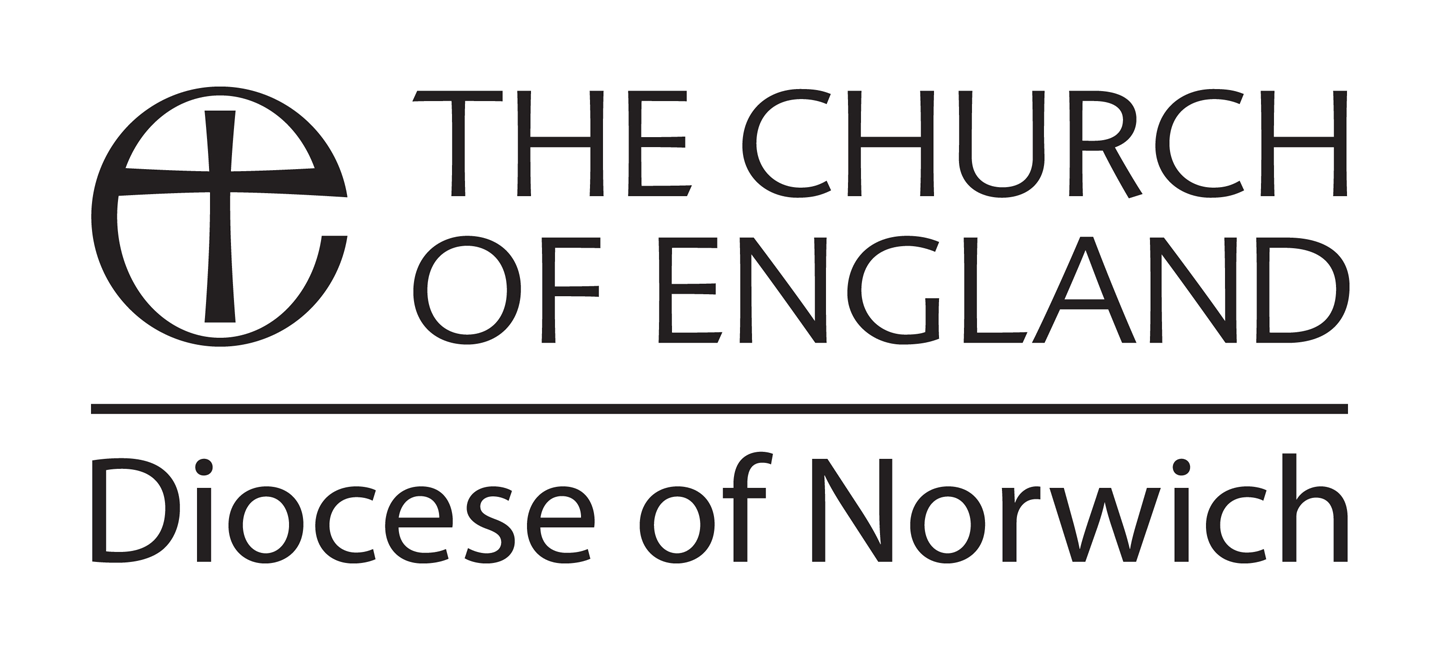 THE CHURCH
OF ENGLAND
Diocese of Norwich